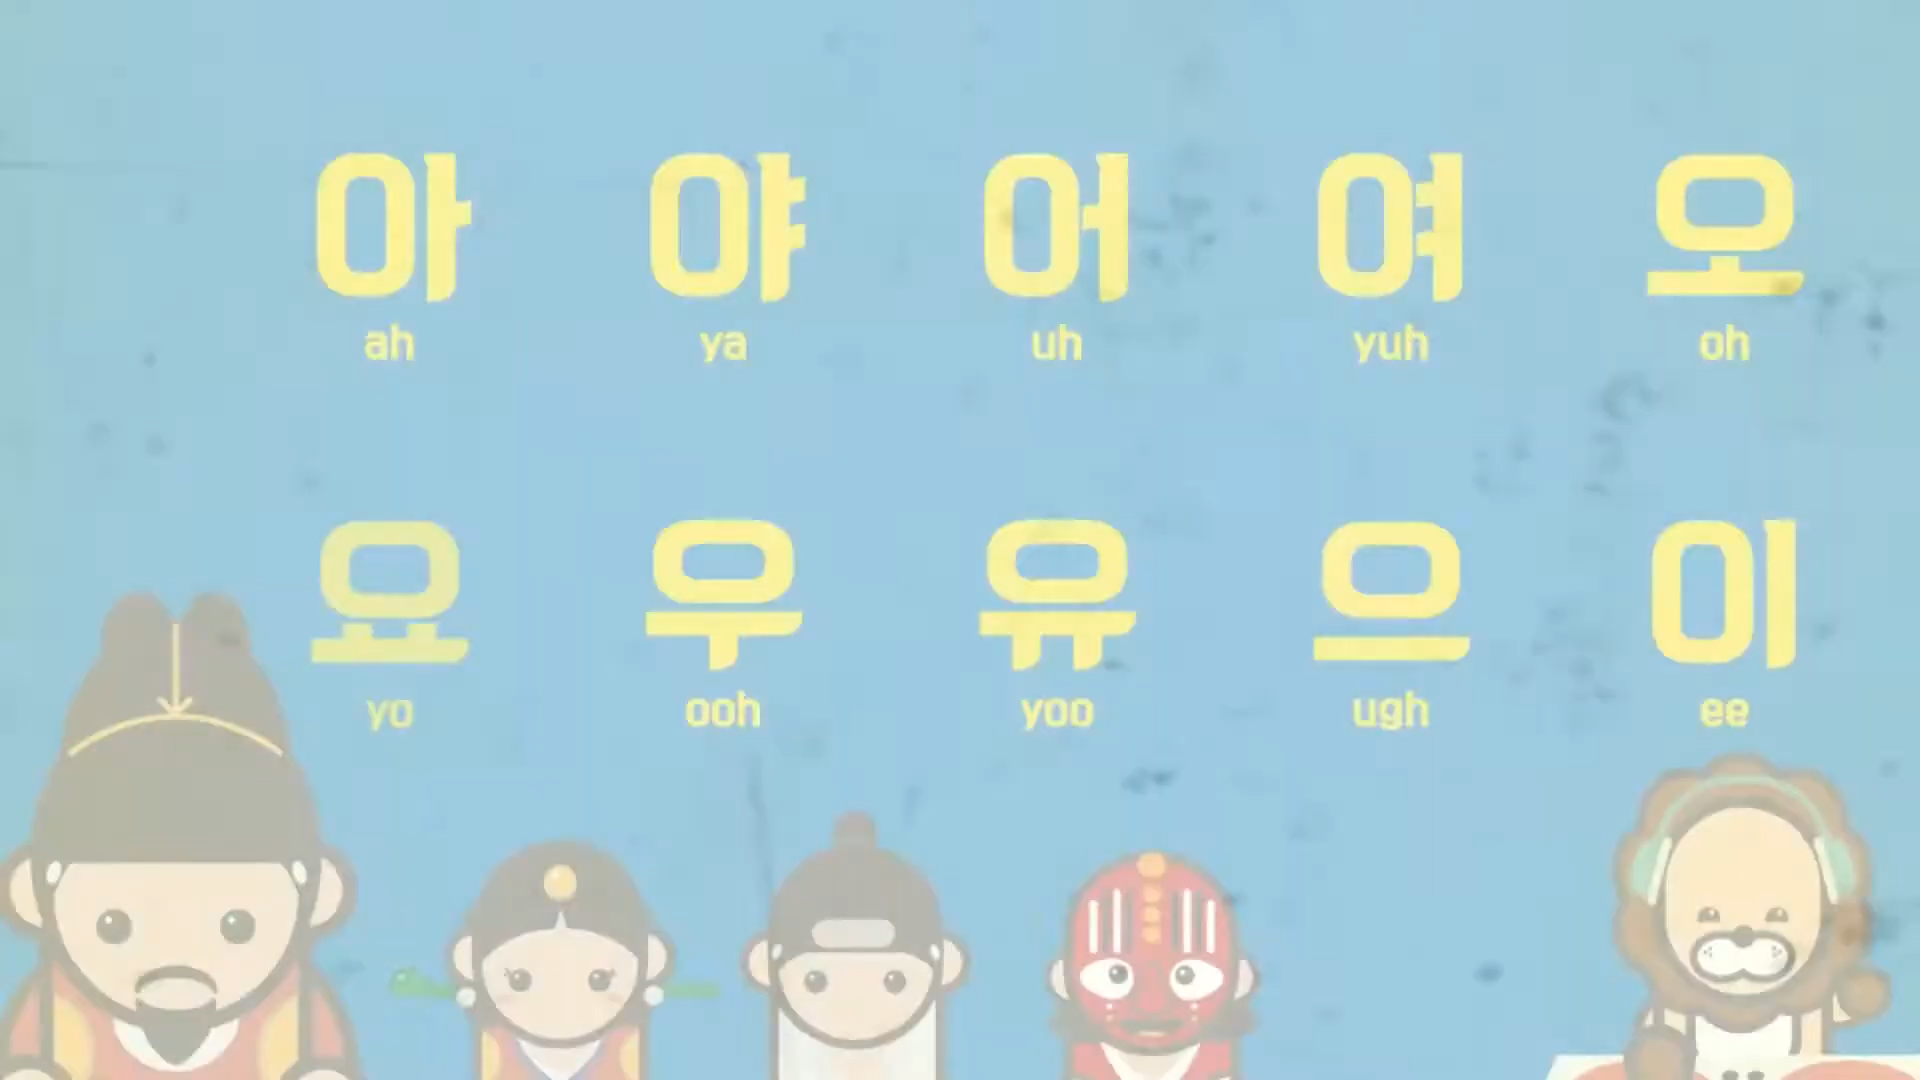 아 야 어 여 오
ah ya uh yuh oh
요 우 유 으 이
yo ooh yoo ugh ee